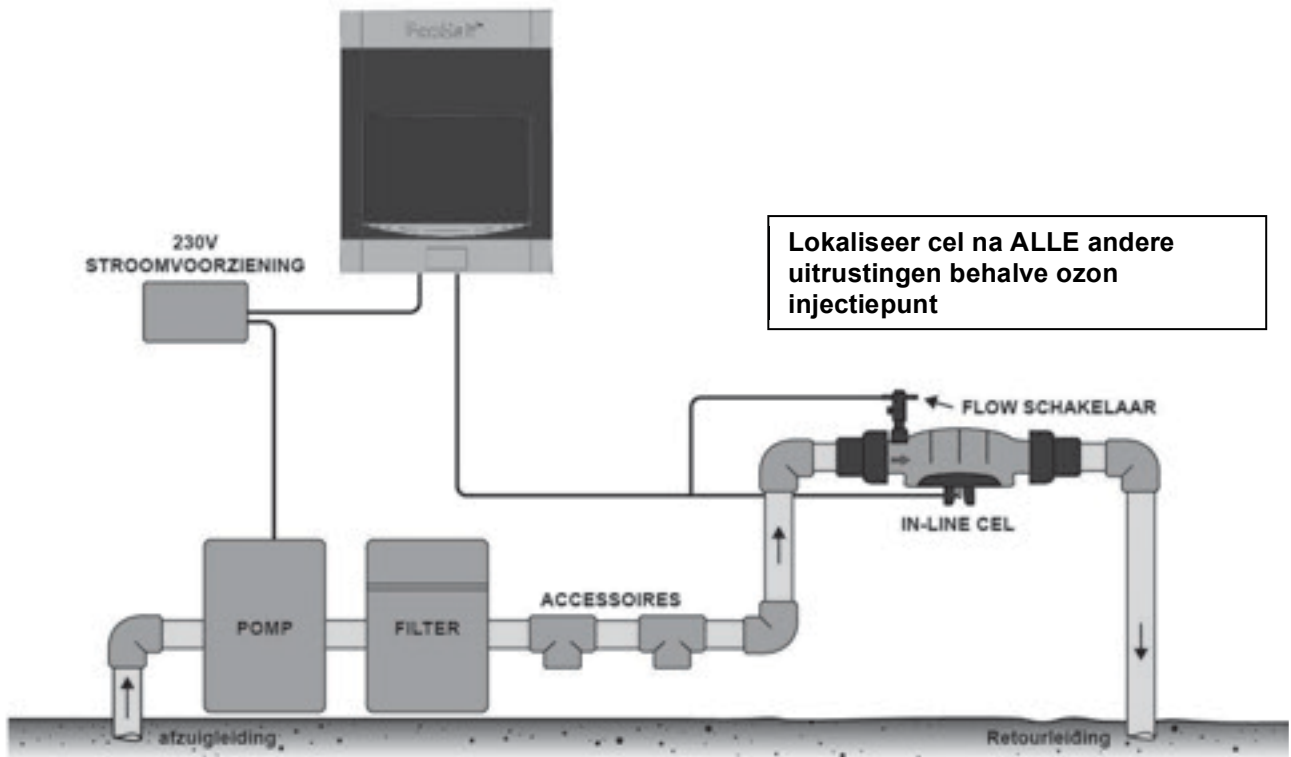 EcoSalt™
230V
STROOMVOORZIENING
Lokaliseer cel na ALLE andere
uitrustingen behalve ozon
injectiepunt
FLOW SCHAKELAAR
IN-LINE CEL
ACCESSOIRES
POMP
FILTER
afzuigleiding
Retourleiding